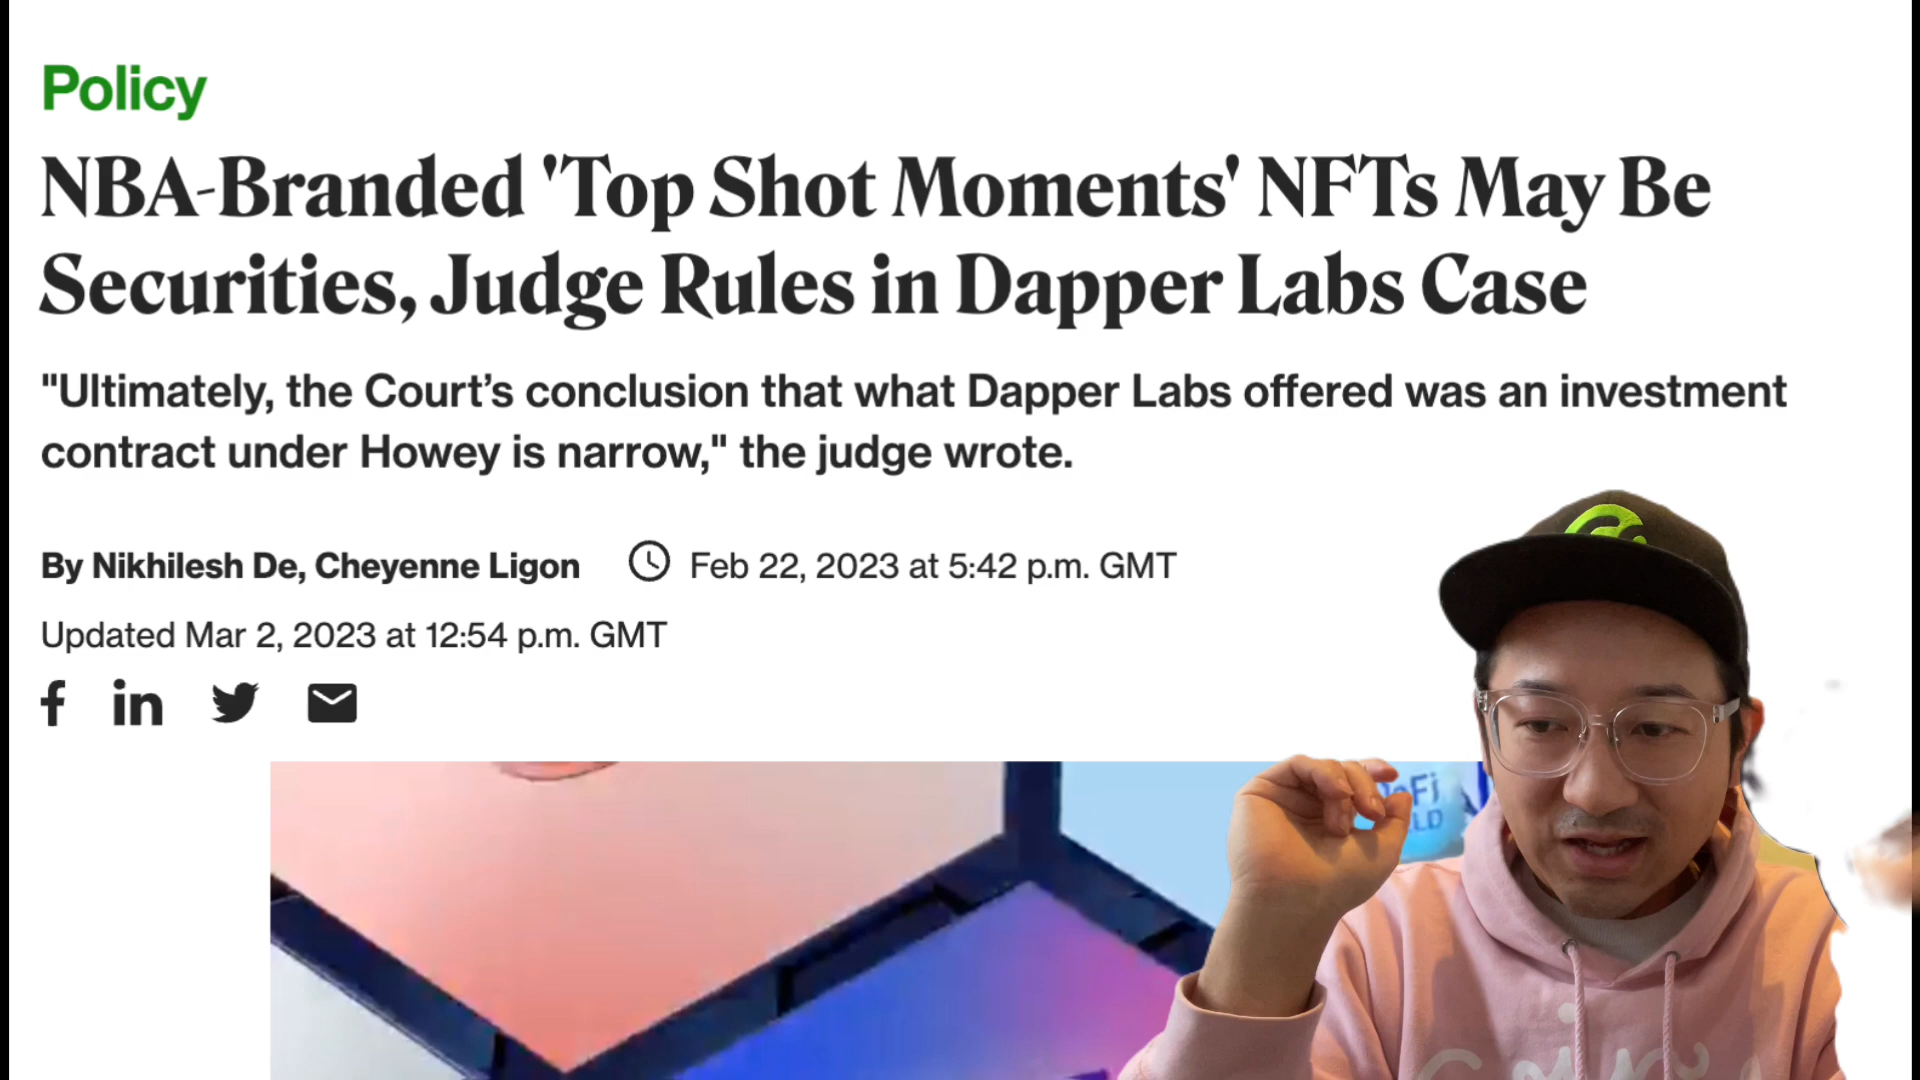 Policy
NBA-Branded 'Top Shot Moments' NFTs May Be
Securities, Judge Rules in Dapper Labs Case
"Ultimately, the Court’s conclusion that what Dapper Labs offered was an investment
contract under Howey is narrow," the judge wrote.
By Nikhilesh De, Cheyenne Ligon Feb 22, 2023 at 5:42 p.m. GMT
Updated Mar 2, 2023 at 12:54 p.m. GMT